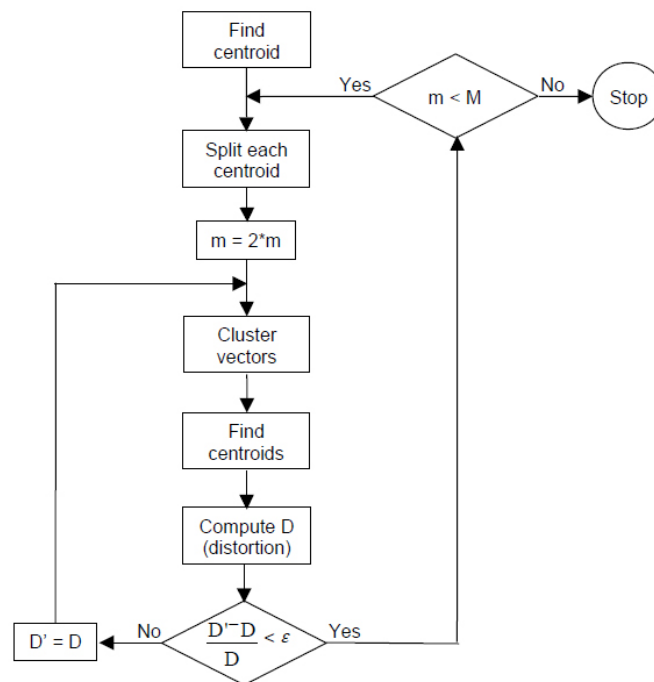 Find
centroid
Yes
m < M
No
Stop
Split each
centroid
m = 2*m
Cluster
vectors
Find
centroids
Compute D
(distortion)
D' = D
No
D'−D
D
< ε
Yes